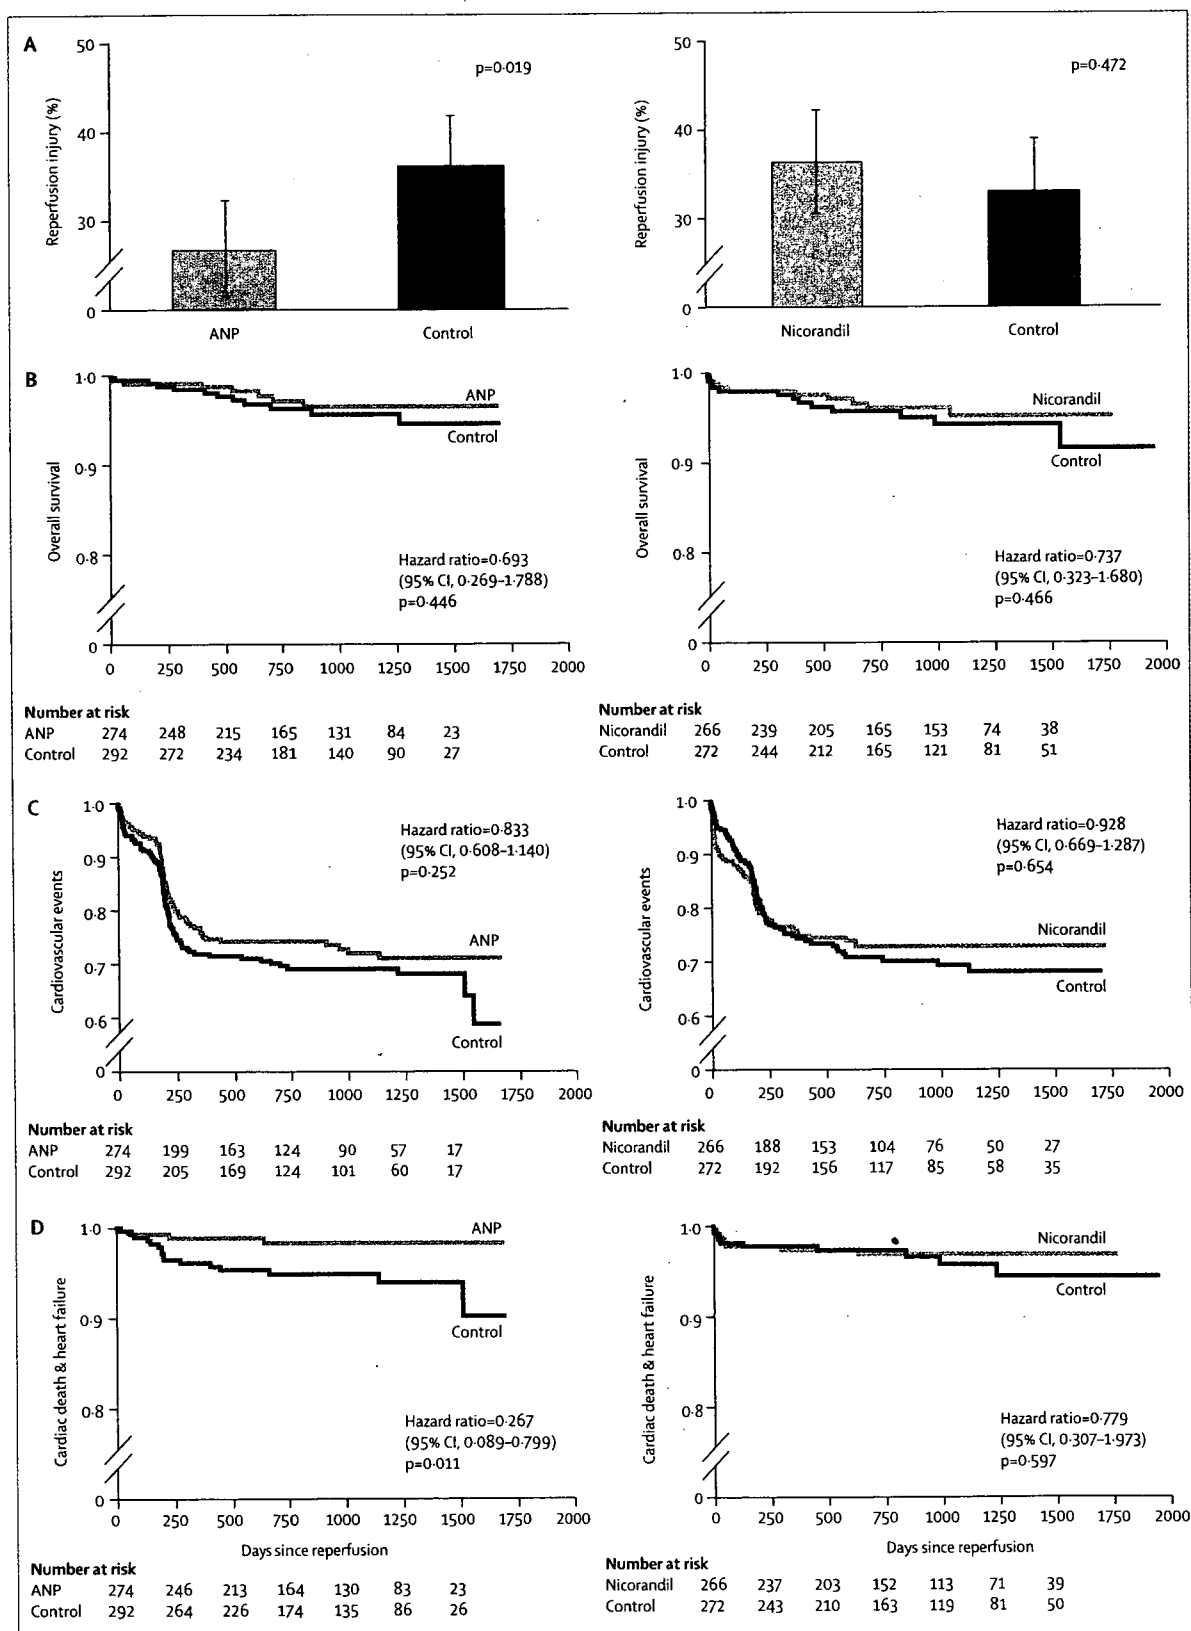 A
50
40
30
0
Reperfusion injury (%)
p=0·019
ANP
Control
50
40
30
0
Reperfusion injury (%)
p=0·472
Nicorandil
Control
B
1·0
0·9
0·8
0
Overall survival
ANP
Control
Hazard ratio=0·693
(95% CI, 0·269–1·788)
p=0·446
0 250 500 750 1000 1250 1500 1750 2000
Number at risk
ANP 274 248 215 165 131 84 23
Control 292 272 234 181 140 90 27
1·0
0·9
0·8
0
Overall survival
Nicorandil
Control
Hazard ratio=0·737
(95% CI, 0·323–1·680)
p=0·466
0 250 500 750 1000 1250 1500 1750 2000
Number at risk
Nicorandil 266 239 205 165 153 74 38
Control 272 244 212 165 121 81 51
C
1·0
0·9
0·8
0·7
0·6
0
Cardiovascular events
Hazard ratio=0·833
(95% CI, 0·608–1·140)
p=0·252
ANP
Control
0 250 500 750 1000 1250 1500 1750 2000
Number at risk
ANP 274 199 163 124 90 57 17
Control 292 205 169 124 101 60 17
1·0
0·9
0·8
0·7
0·6
0
Cardiovascular events
Hazard ratio=0·928
(95% CI, 0·669–1·287)
p=0·654
Nicorandil
Control
0 250 500 750 1000 1250 1500 1750 2000
Number at risk
Nicorandil 266 188 153 104 76 50 27
Control 272 192 156 117 85 58 35
D
1·0
0·9
0·8
0
Cardiac death & heart failure
ANP
Control
Hazard ratio=0·267
(95% CI, 0·089–0·799)
p=0·011
0 250 500 750 1000 1250 1500 1750 2000
Days since reperfusion
Number at risk
ANP 274 246 213 164 130 83 23
Control 292 264 226 174 135 86 26
1·0
0·9
0·8
0
Cardiac death & heart failure
Nicorandil
Control
Hazard ratio=0·779
(95% CI, 0·307–1·973)
p=0·597
0 250 500 750 1000 1250 1500 1750 2000
Days since reperfusion
Number at risk
Nicorandil 266 237 203 152 113 71 39
Control 272 243 210 163 119 81 50